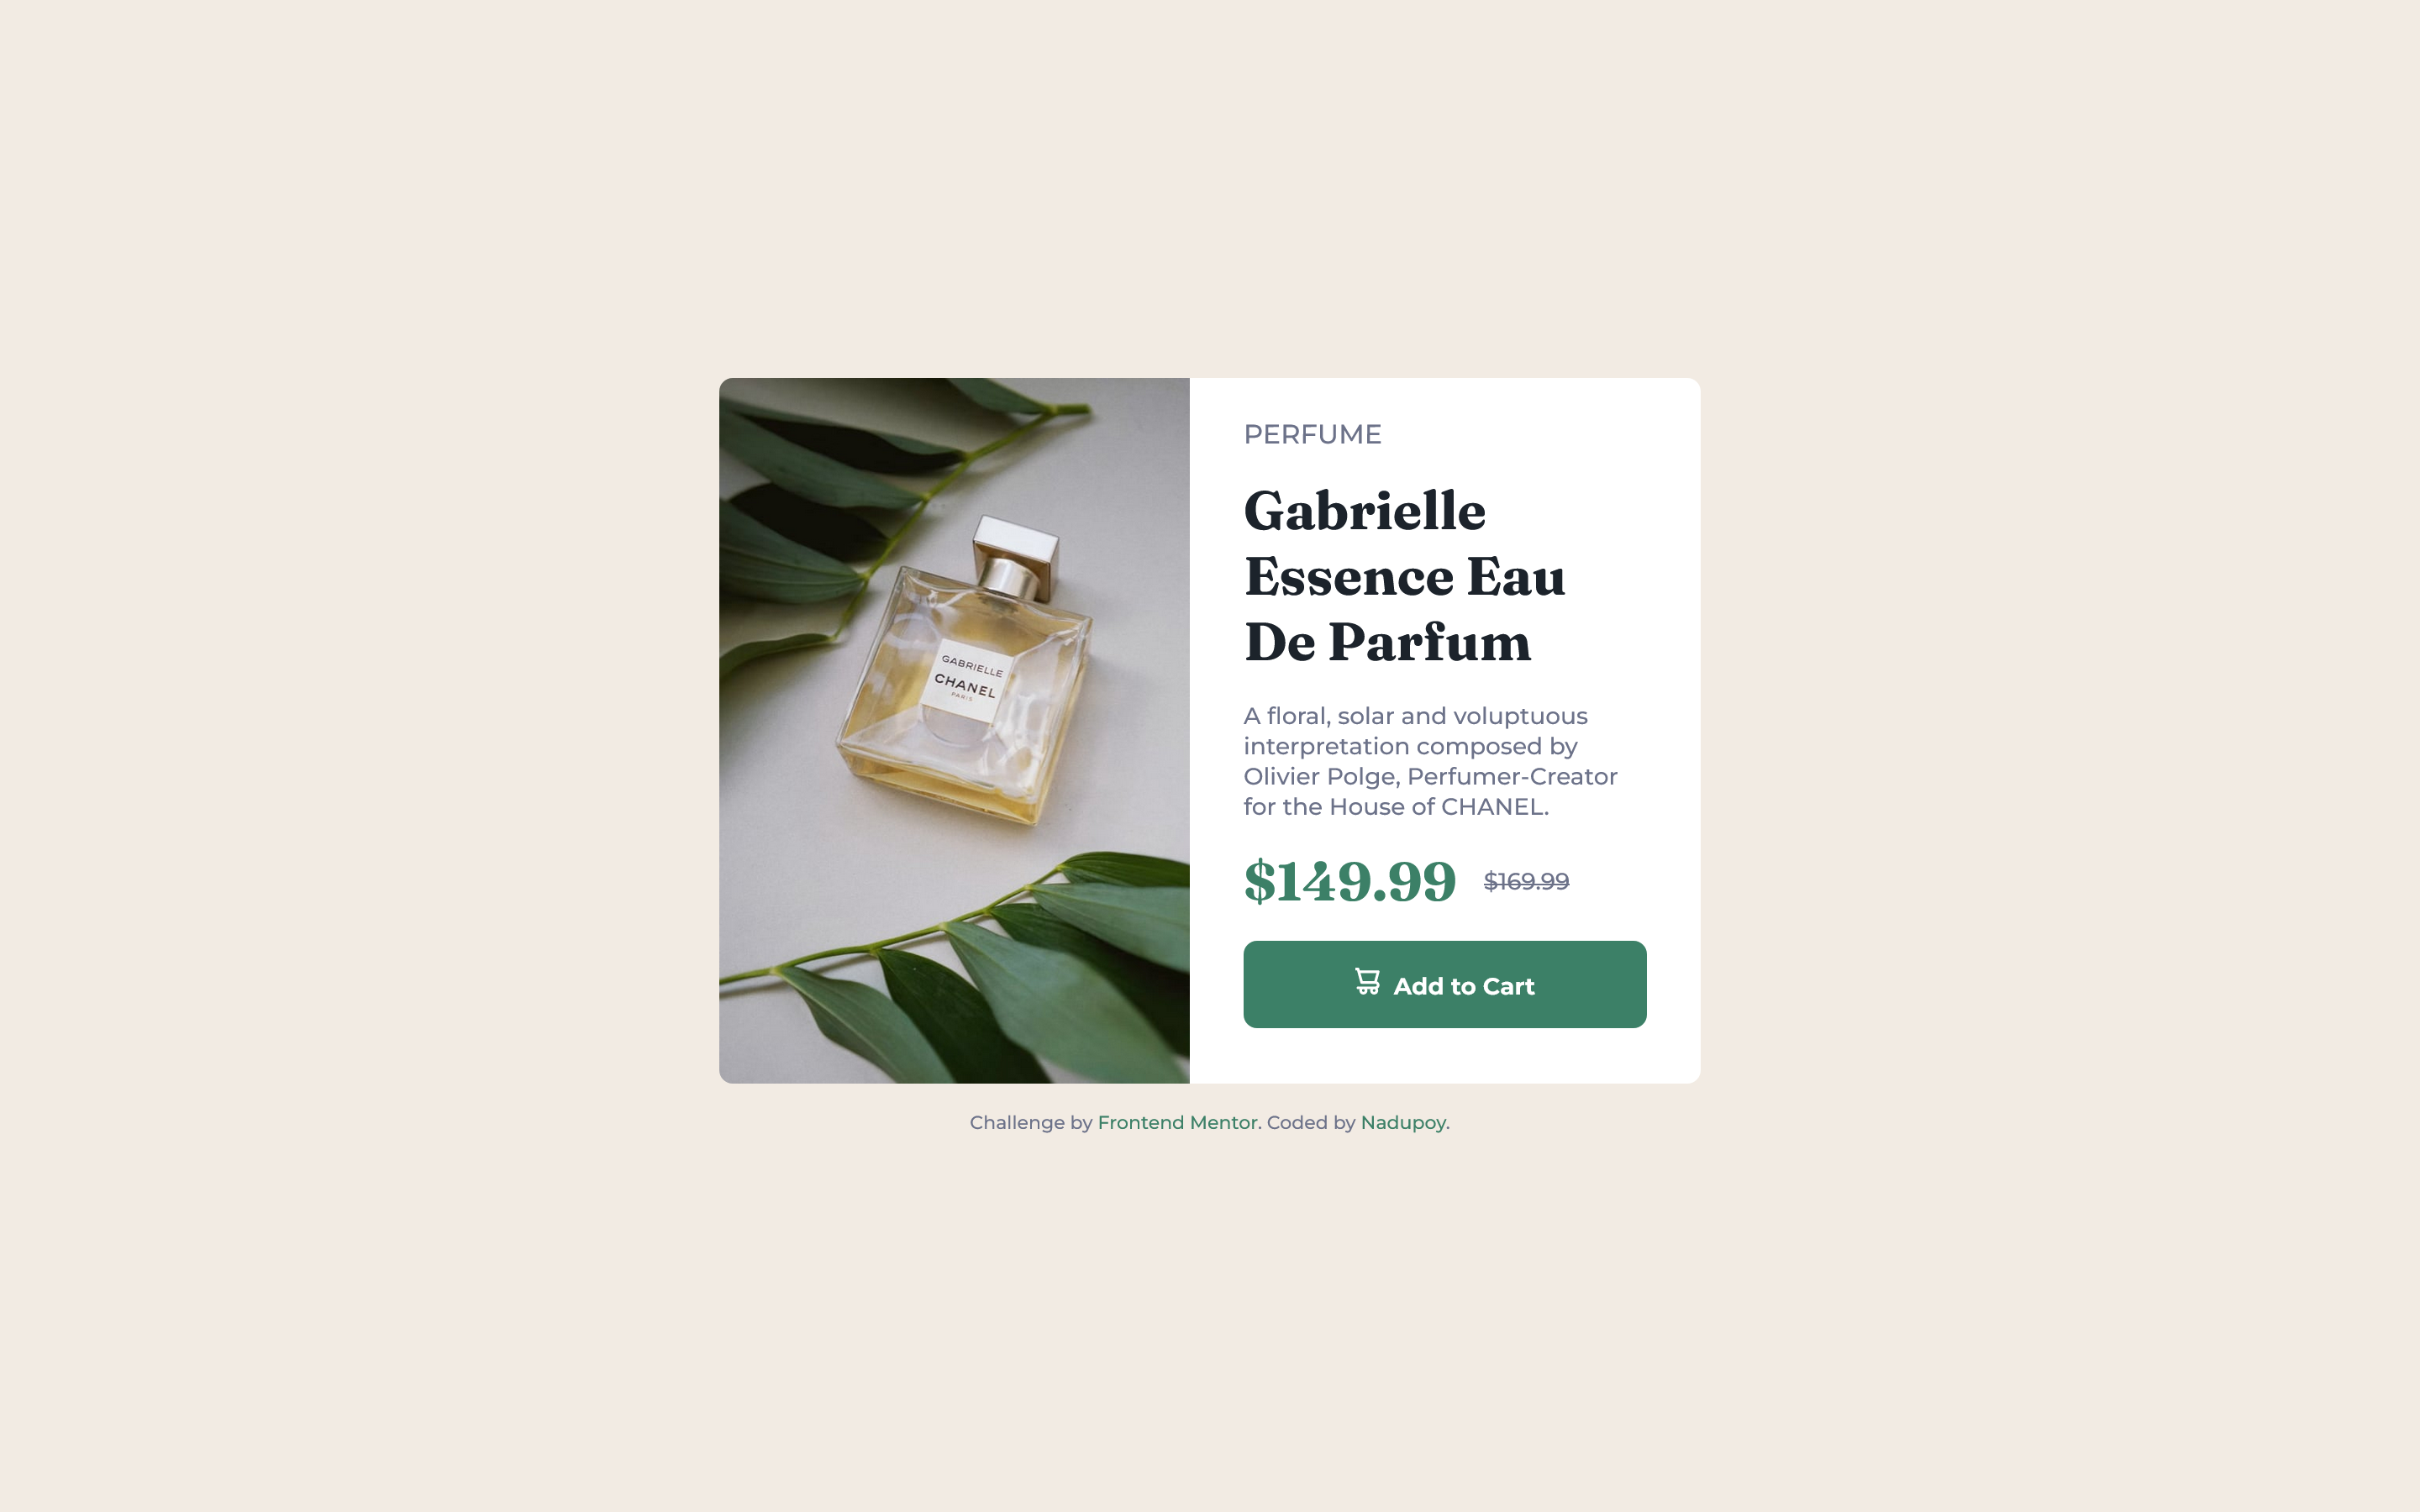 GABRIELLE
CHANEL
PARIS
PERFUME
Gabrielle
Essence Eau
De Parfum
A floral, solar and voluptuous
interpretation composed by
Olivier Polge, Perfumer-Creator
for the House of CHANEL.
$149.99 $169.99
Add to Cart
Challenge by Frontend Mentor. Coded by Nadupoy.